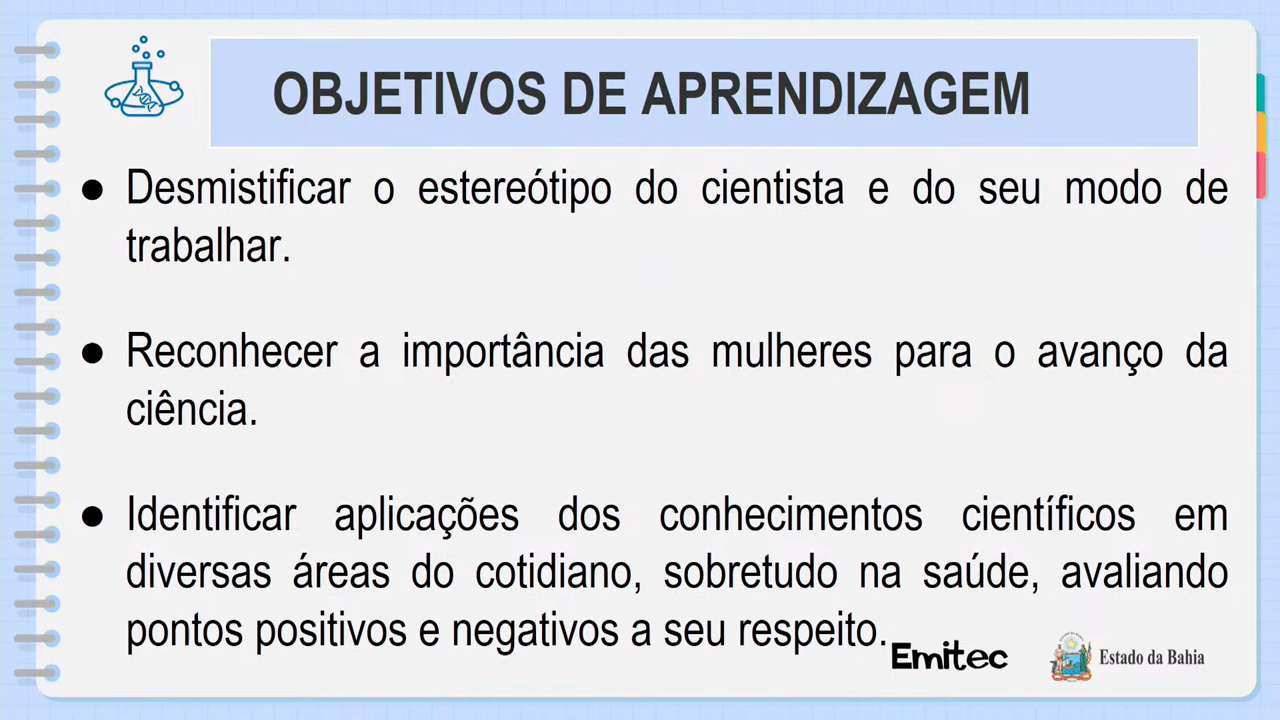 OBJETIVOS DE APRENDIZAGEM
● Desmistificar o estereótipo do cientista e do seu modo de
trabalhar.
● Reconhecer a importância das mulheres para o avanço da
ciência.
● Identificar aplicações dos conhecimentos científicos em
diversas áreas do cotidiano, sobretudo na saúde, avaliando
pontos positivos e negativos a seu respeito.
Emitec
Estado da Bahia